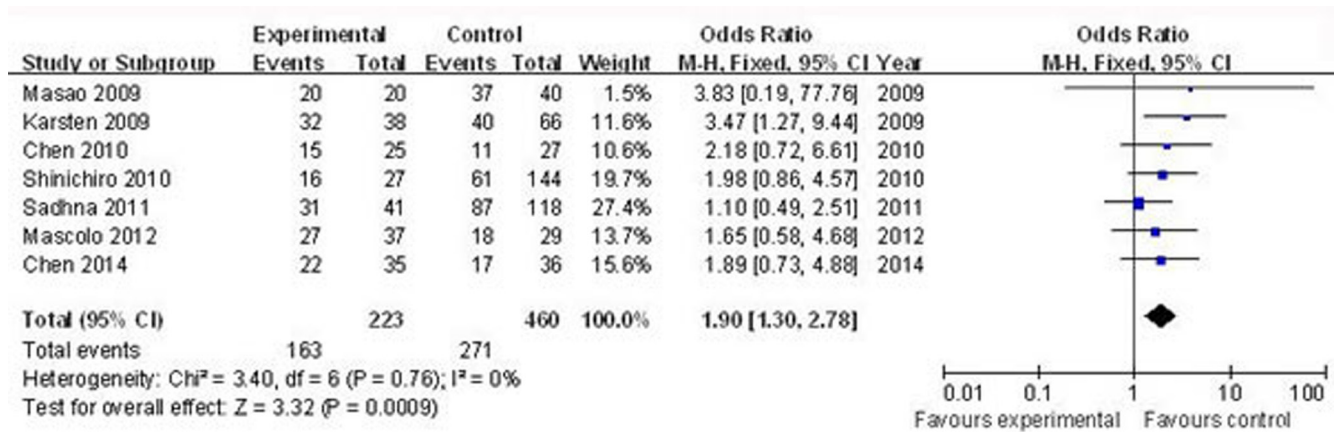 Experimental Control Odds Ratio Odds Ratio
Study or Subgroup Events Total Events Total Weight M-H, Fixed, 95% CI Year M-H, Fixed, 95% CI
Masao 2009 20 20 37 40 1.5% 3.83 [0.19, 77.76] 2009
Karsten 2009 32 38 40 66 11.6% 3.47 [1.27, 9.44] 2009
Chen 2010 15 25 11 27 10.6% 2.18 [0.72, 6.61] 2010
Shinichiro 2010 16 27 61 144 19.7% 1.98 [0.86, 4.57] 2010
Sadhna 2011 31 41 87 118 27.4% 1.10 [0.49, 2.51] 2011
Mascolo 2012 27 37 18 29 13.7% 1.65 [0.58, 4.68] 2012
Chen 2014 22 35 17 36 15.6% 1.89 [0.73, 4.88] 2014
Total (95% CI) 223 460 100.0% 1.90 [1.30, 2.78]
Total events 163 271
Heterogeneity: Chi² = 3.40, df = 6 (P = 0.76); I² = 0%
Test for overall effect: Z = 3.32 (P = 0.0009)
0.01 0.1 1 10 100
Favours experimental Favours control